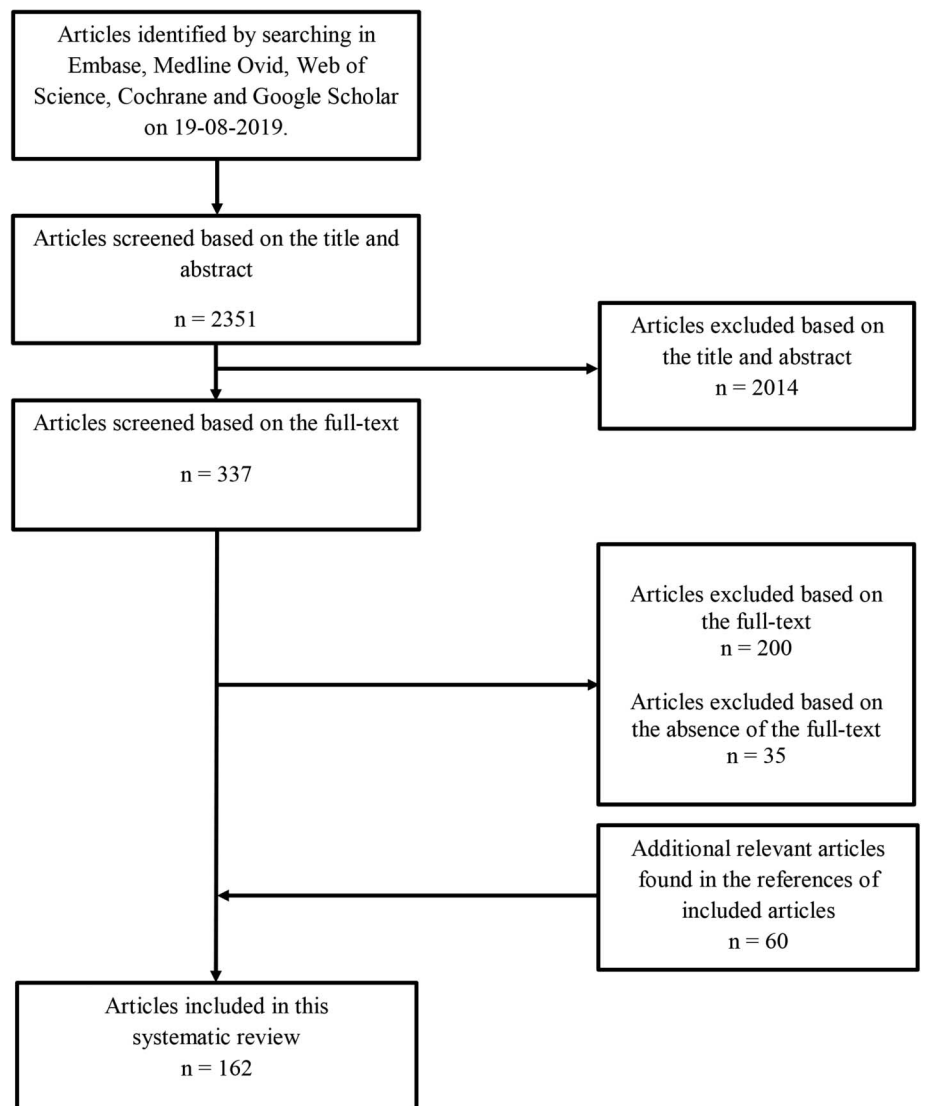 Articles identified by searching in
Embase, Medline Ovid, Web of
Science, Cochrane and Google Scholar
on 19-08-2019.
Articles screened based on the title and
abstract
n = 2351
Articles excluded based on
the title and abstract
n = 2014
Articles screened based on the full-text
n = 337
Articles excluded based on
the full-text
n = 200
Articles excluded based on
the absence of the full-text
n = 35
Additional relevant articles
found in the references of
included articles
n = 60
Articles included in this
systematic review
n = 162